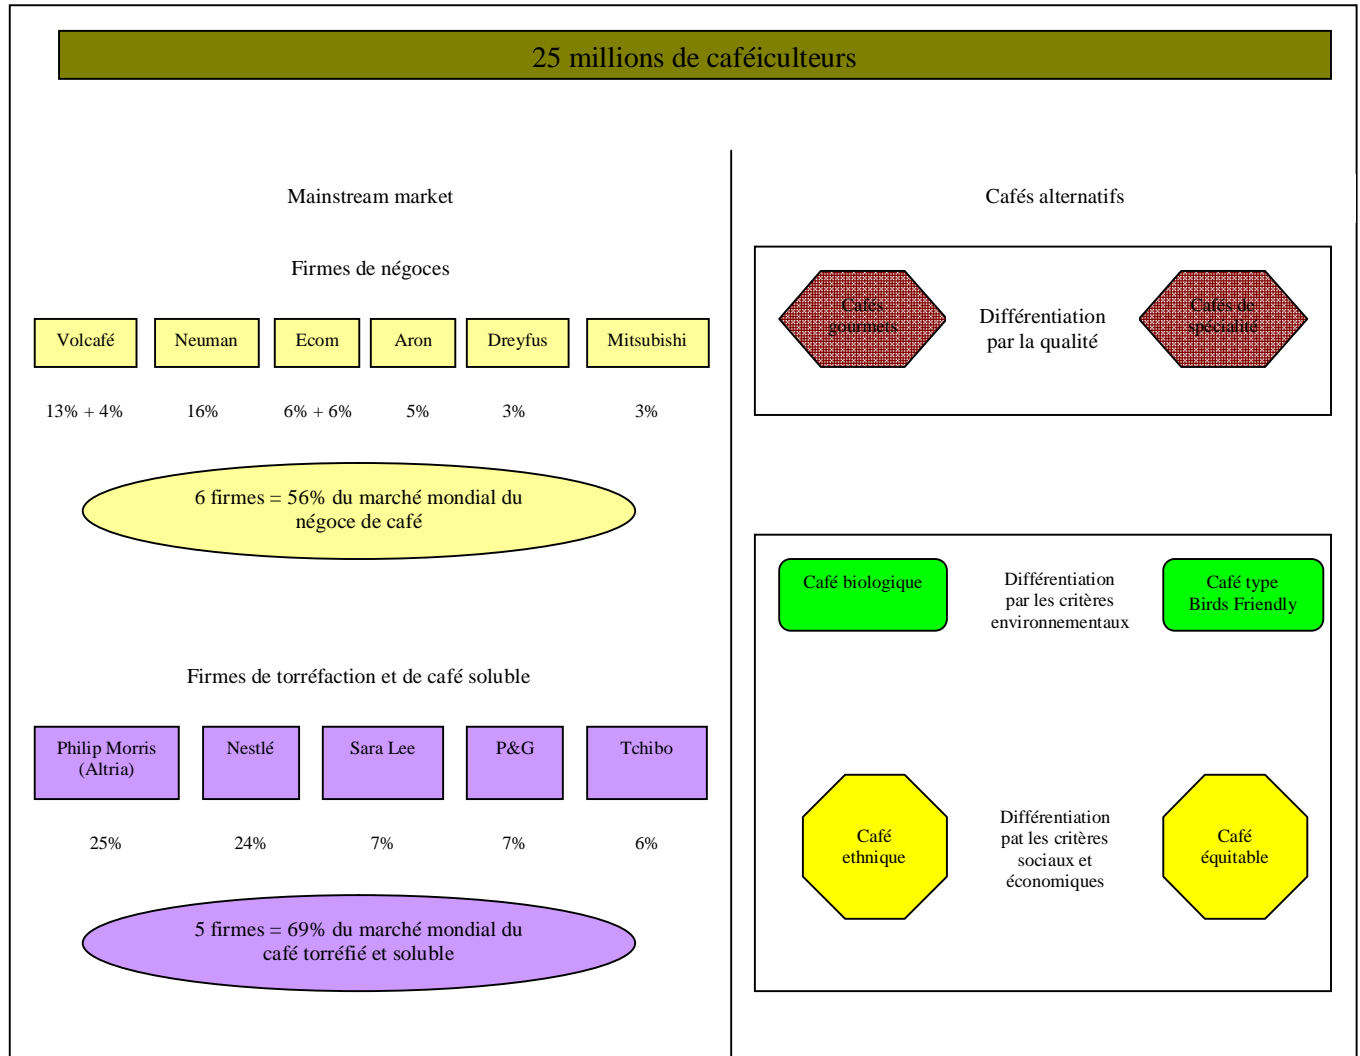 25 millions de caféiculteurs
Mainstream market
Firmes de négoces
Volcafé
Neuman
Ecom
Aron
Dreyfus
Mitsubishi
13% + 4%
16%
6% + 6%
5%
3%
3%
6 firmes = 56% du marché mondial du
négoce de café
Firmes de torréfaction et de café soluble
Philip Morris
(Altria)
Nestlé
Sara Lee
P&G
Tchibo
25%
24%
7%
7%
6%
5 firmes = 69% du marché mondial du
café torréfié et soluble
Cafés alternatifs
Cafés
gourmets
Différentiation
par la qualité
Cafés de
spécialité
Café biologique
Différentiation
par les critères
environnementaux
Café type
Birds Friendly
Café
ethnique
Différentiation
pat les critères
sociaux et
économiques
Café
équitable